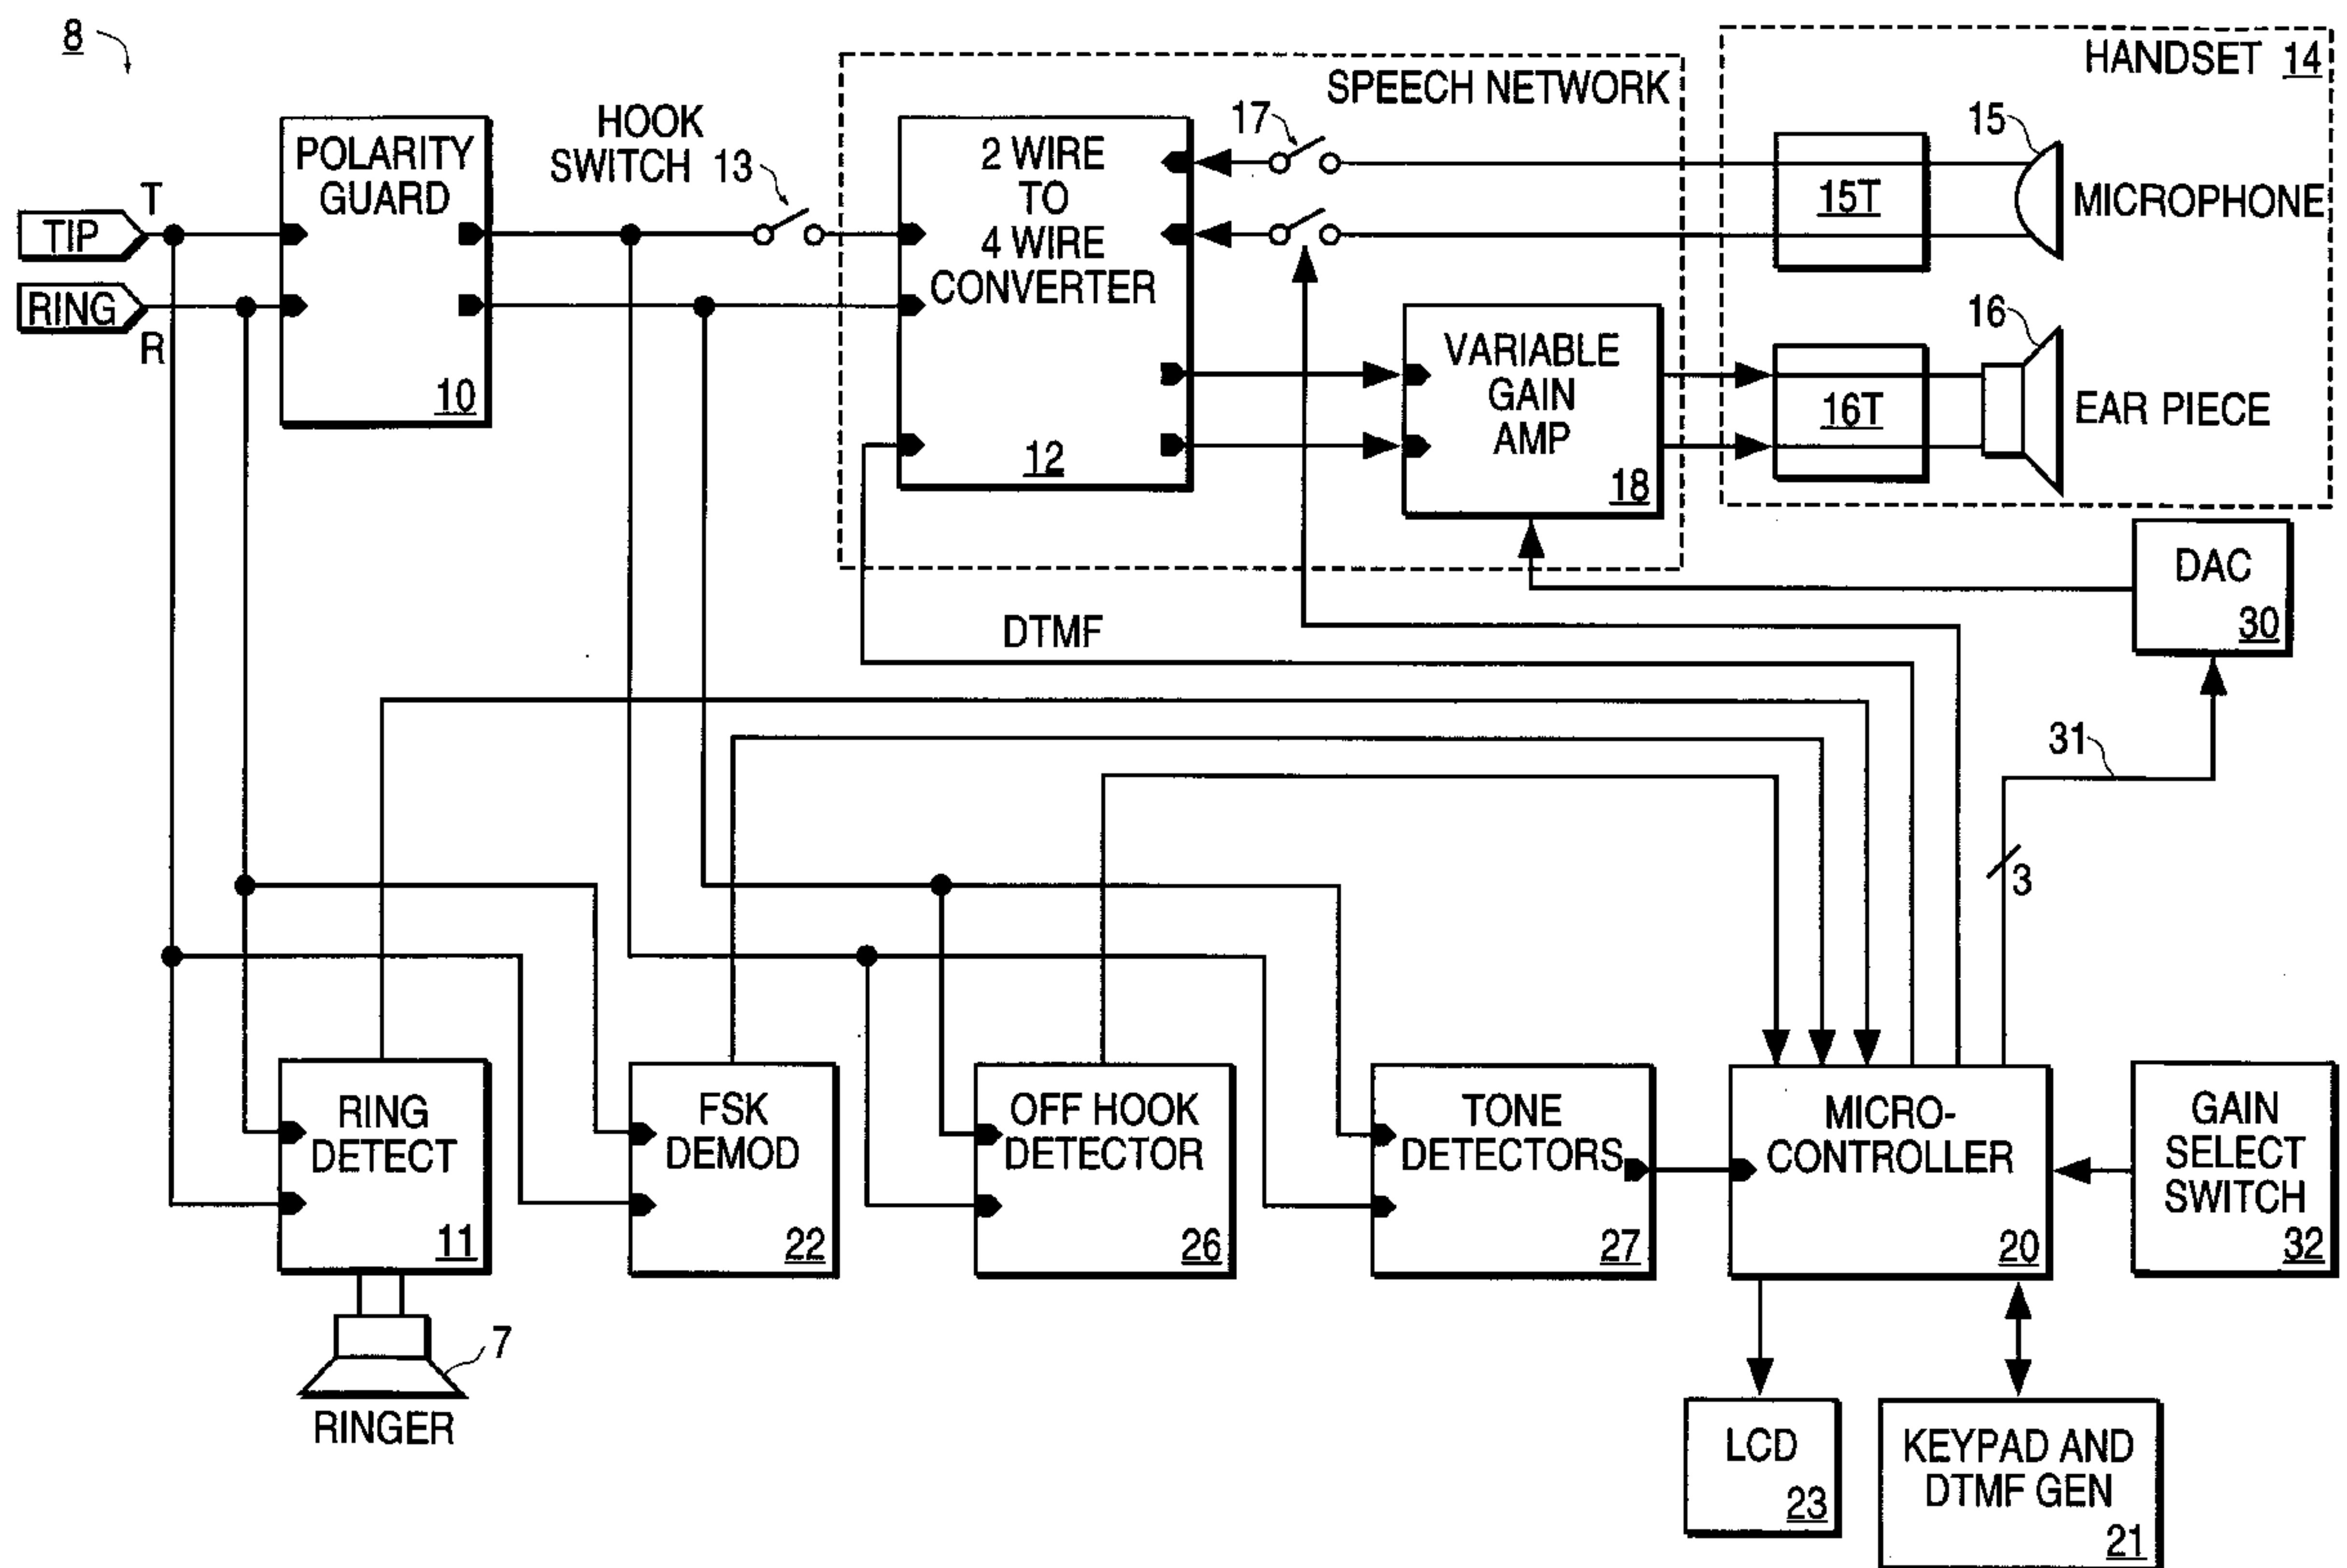 8
HANDSET 14
SPEECH NETWORK
HOOK
SWITCH 13
17
15
POLARITY
GUARD
10
2 WIRE
TO
4 WIRE
CONVERTER
12
15T
MICROPHONE
T
TIP
RING
R
VARIABLE
GAIN
AMP
18
16
16T
EAR PIECE
DAC
30
DTMF
31
3
RING
DETECT
11
FSK
DEMOD
22
OFF HOOK
DETECTOR
26
TONE
DETECTORS
27
MICRO-
CONTROLLER
20
GAIN
SELECT
SWITCH
32
7
RINGER
LCD
23
KEYPAD AND
DTMF GEN
21